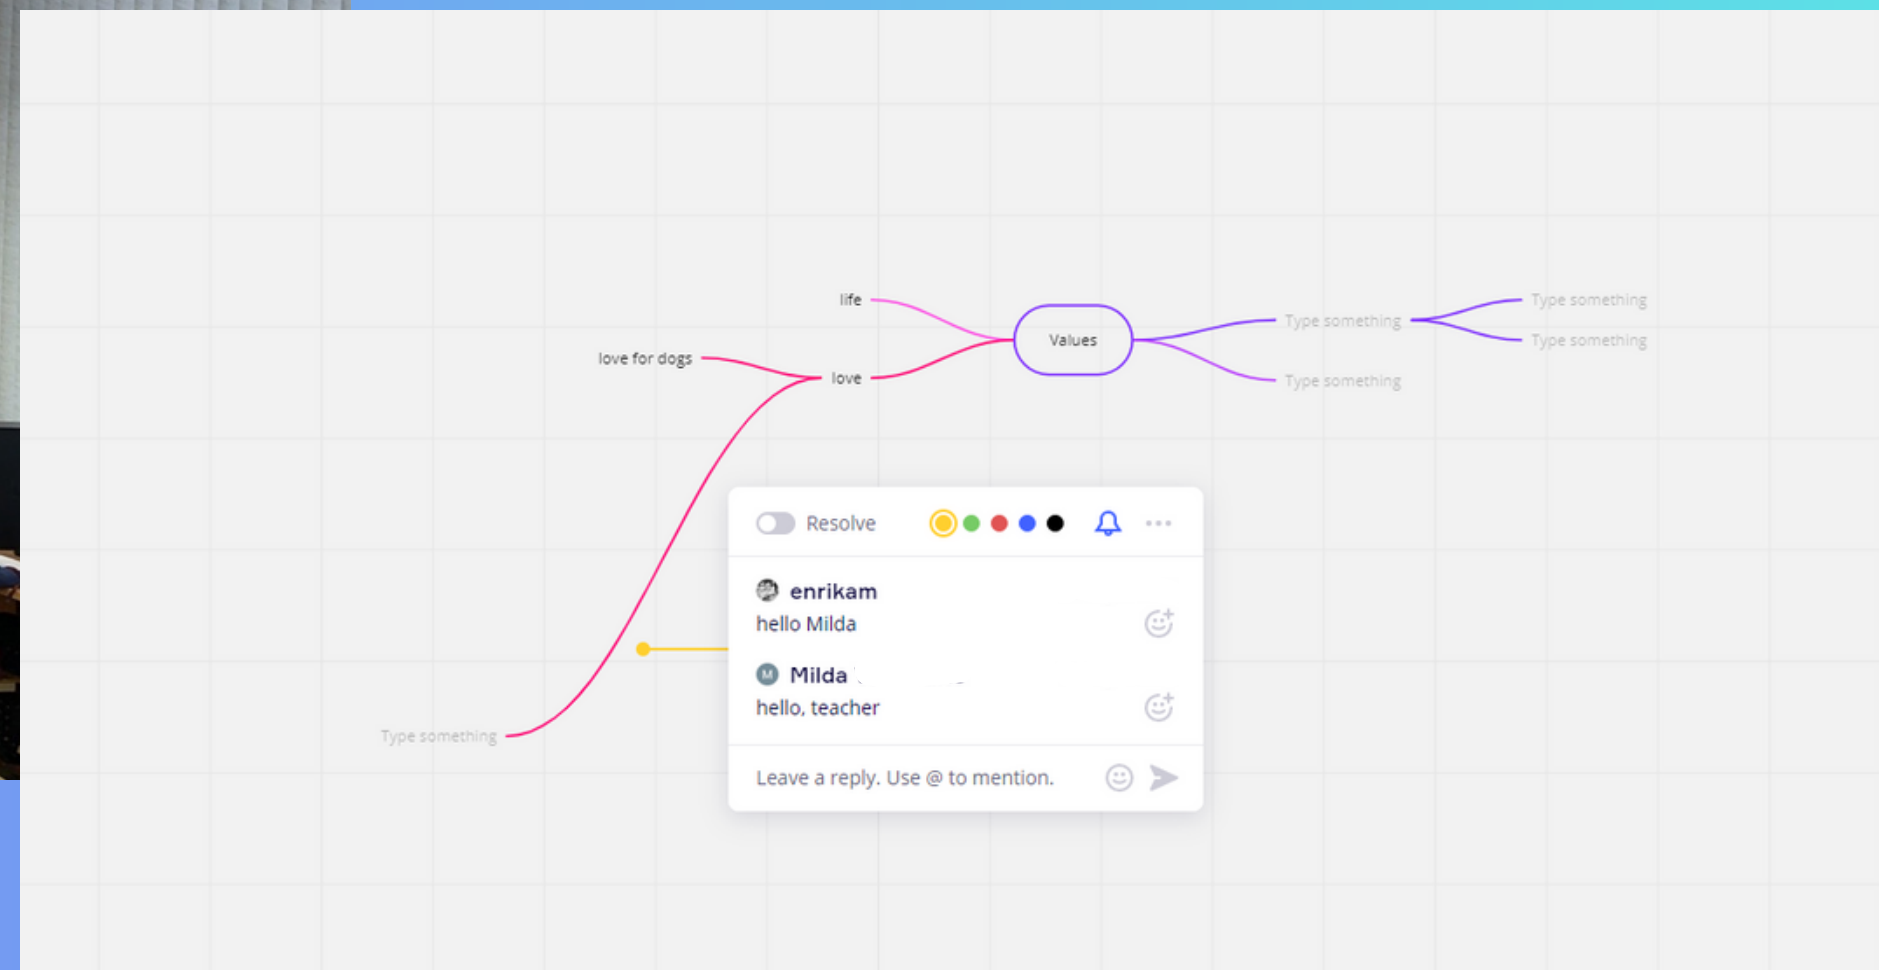 life
Values
Type something
Type something
Type something
love for dogs
love
Type something
Type something
Resolve
enrikam
hello Milda
M
Milda
hello, teacher
Leave a reply. Use @ to mention.